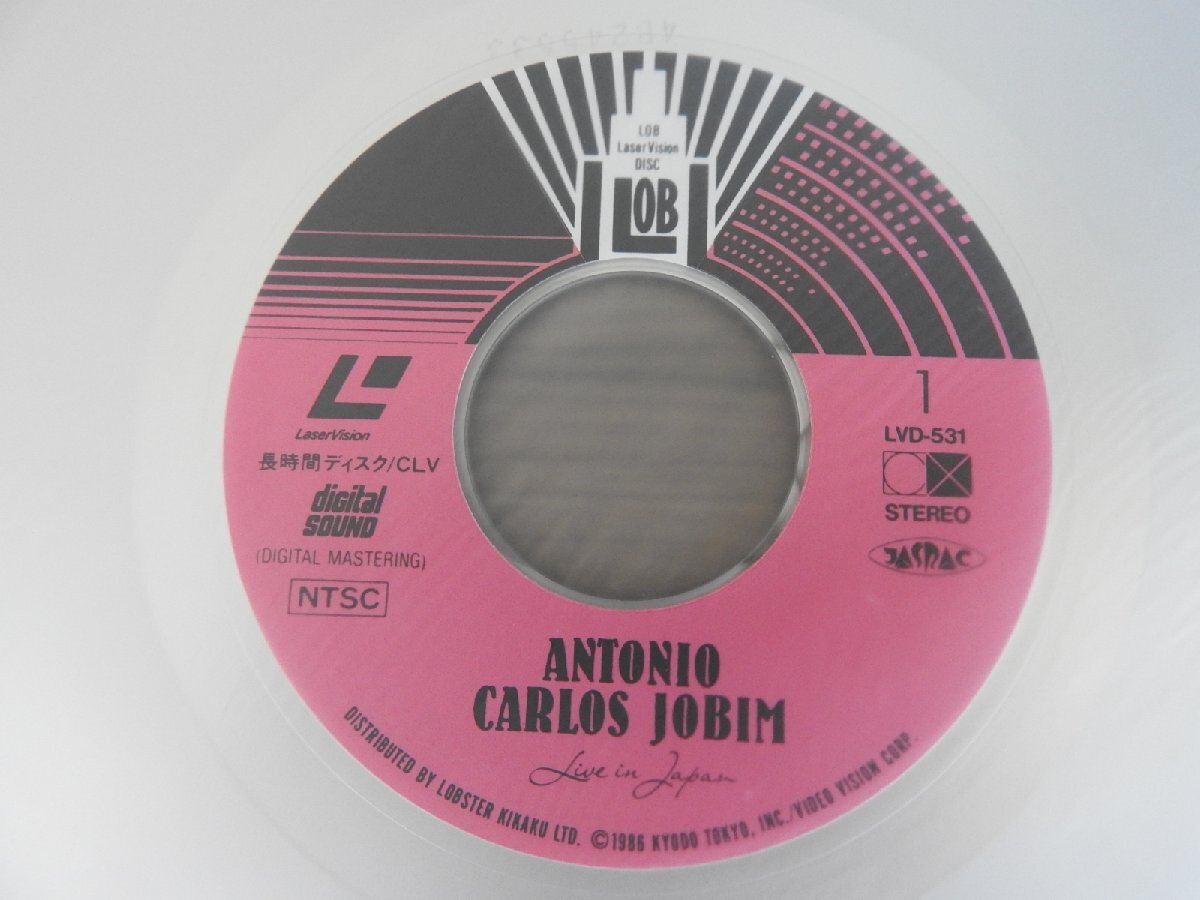 LOB
LaserVision
DISC
LOB
LaserVision
長時間ディスク/CLV
digital
SOUND
(DIGITAL MASTERING)
NTSC
1
LVD-531
STEREO
JASRAC
ANTONIO
CARLOS JOBIM
Live in Japan
DISTRIBUTED BY LOBSTER KIKAKU LTD. ©1986 KYODO TOKYO, INC./VIDEO VISION CORP.